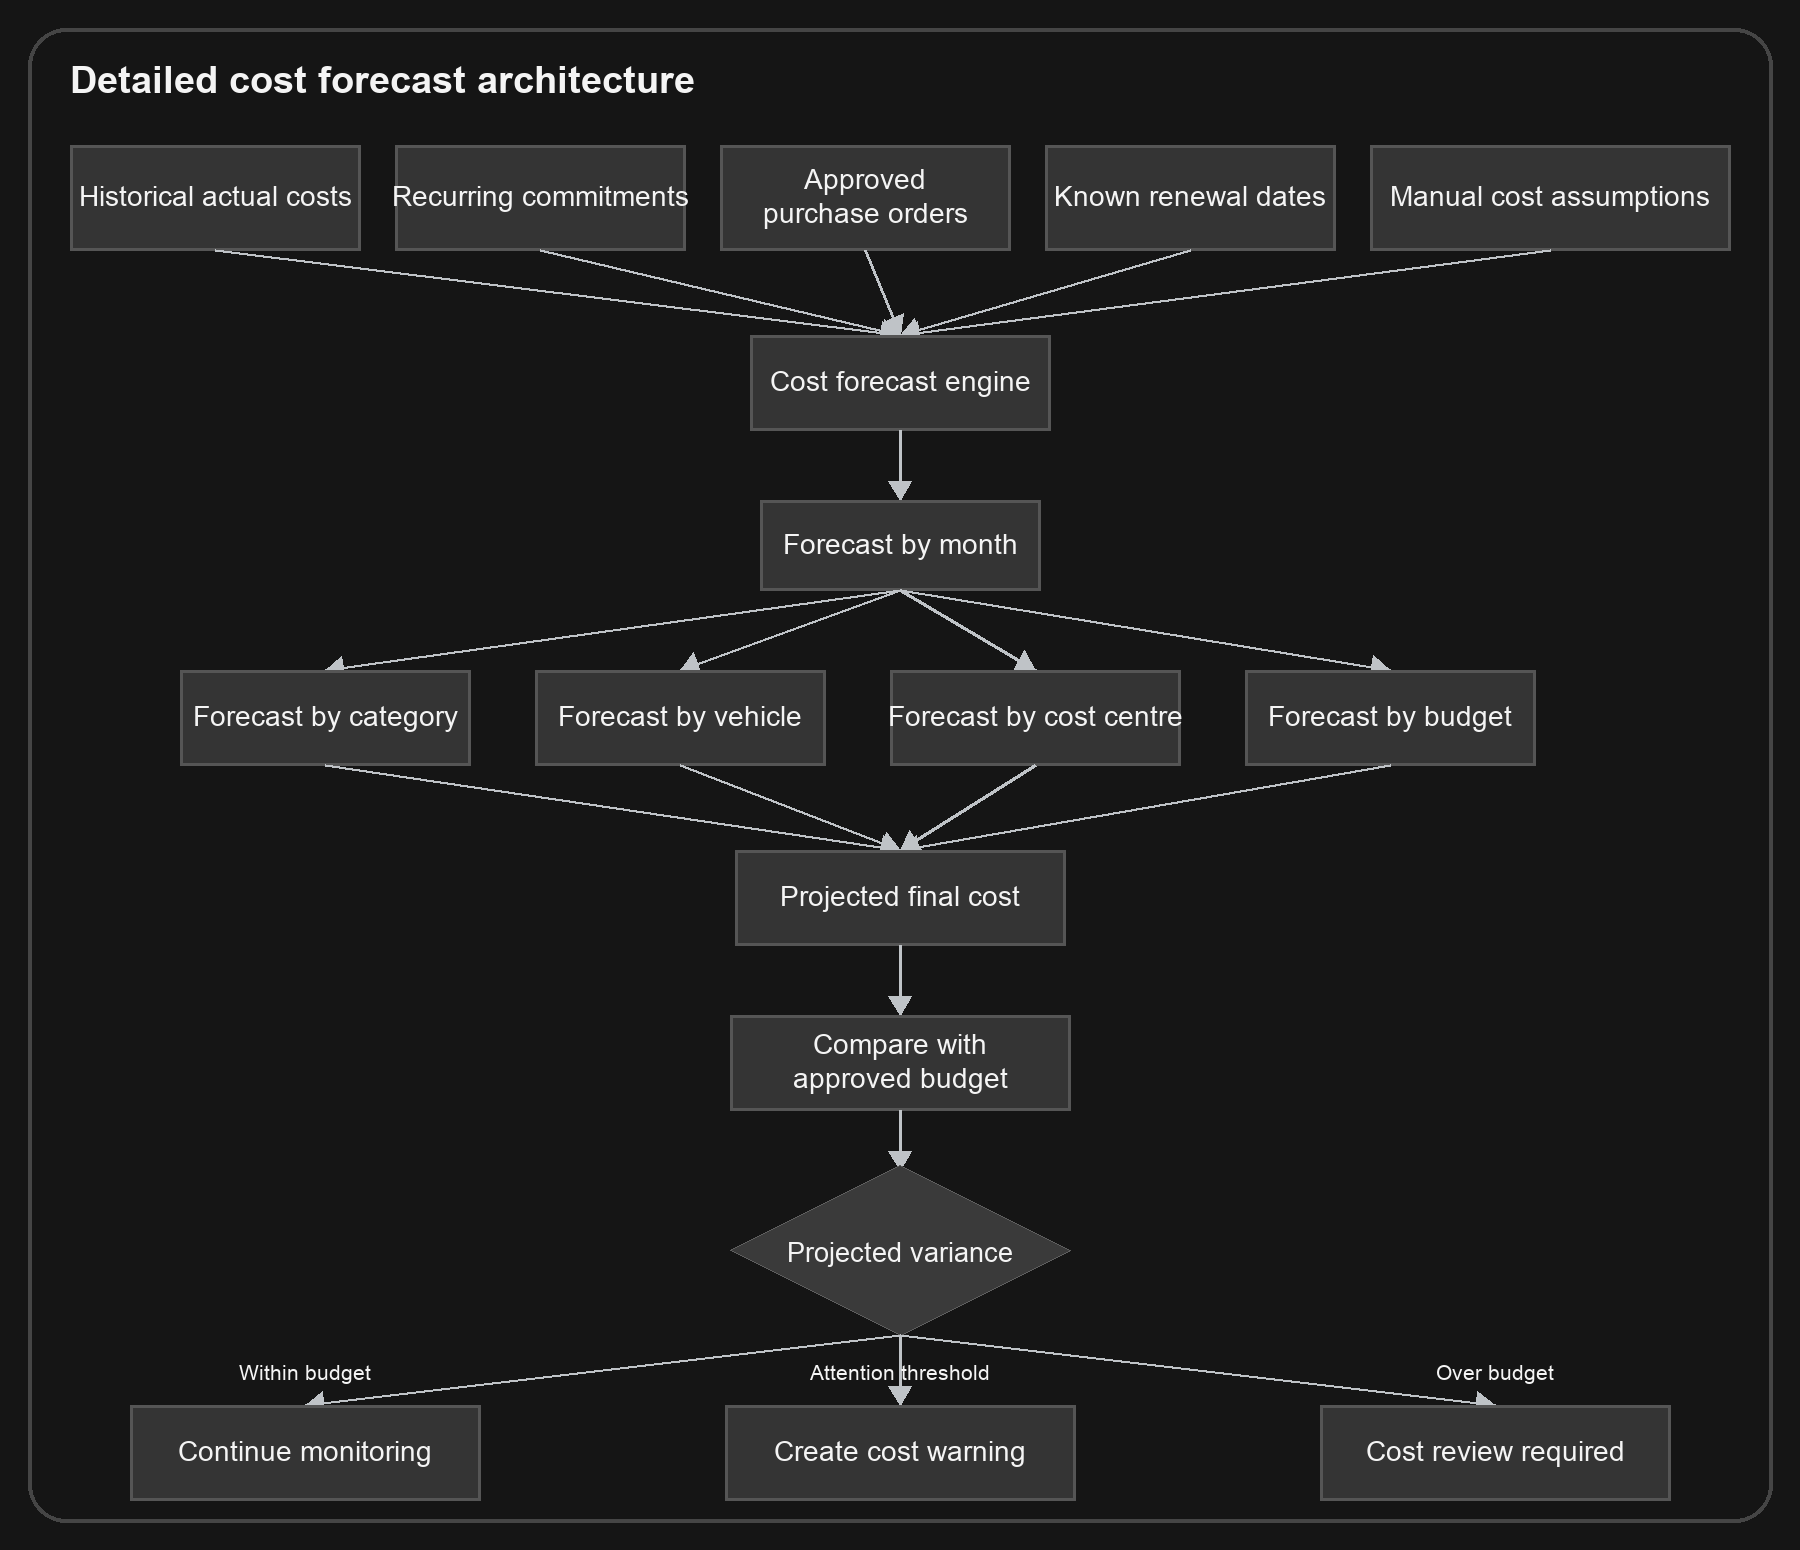 Detailed cost forecast architecture
Historical actual costs
Recurring commitments
Approved
purchase orders
Known renewal dates
Manual cost assumptions
Cost forecast engine
Forecast by month
Forecast by category
Forecast by vehicle
Forecast by cost centre
Forecast by budget
Projected final cost
Compare with
approved budget
Projected variance
Within budget
Attention threshold
Over budget
Continue monitoring
Create cost warning
Cost review required